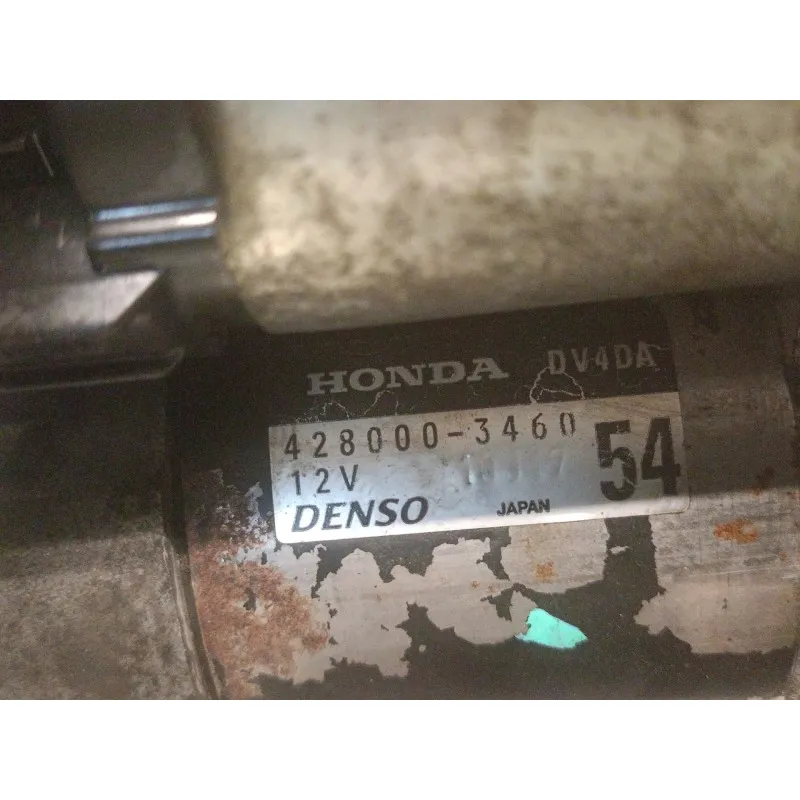 HONDA DV4DA
428000-3460
12V 54
DENSO JAPAN